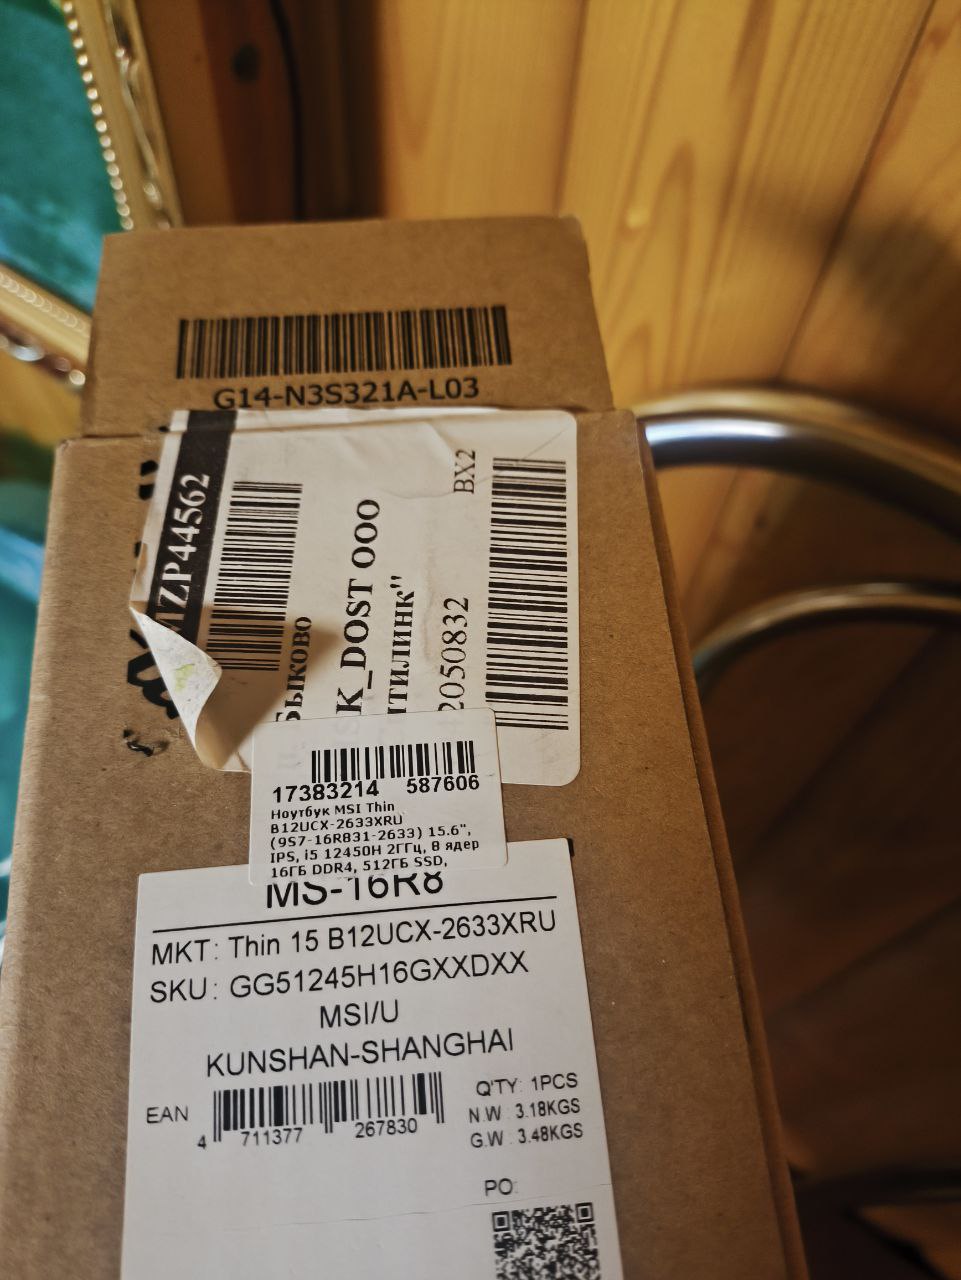 G14-N3S321A-L03
MZP44562
БЫКОВО
K_DOST ООО
ИТИЛИНК"
2050832
BX2
17383214 587606
Ноутбук MSI Thin
B12UCX-2633XRU
(9S7-16R831-2633) 15.6",
IPS, i5 12450H 2ГГц, 8 ядер
16ГБ DDR4, 512ГБ SSD,
MS-16R8
MKT: Thin 15 B12UCX-2633XRU
SKU: GG51245H16GXXDXX
MSI/U
KUNSHAN-SHANGHAI
EAN
4 711377 267830
Q'TY: 1PCS
N.W: 3.18KGS
G.W: 3.48KGS
PO: